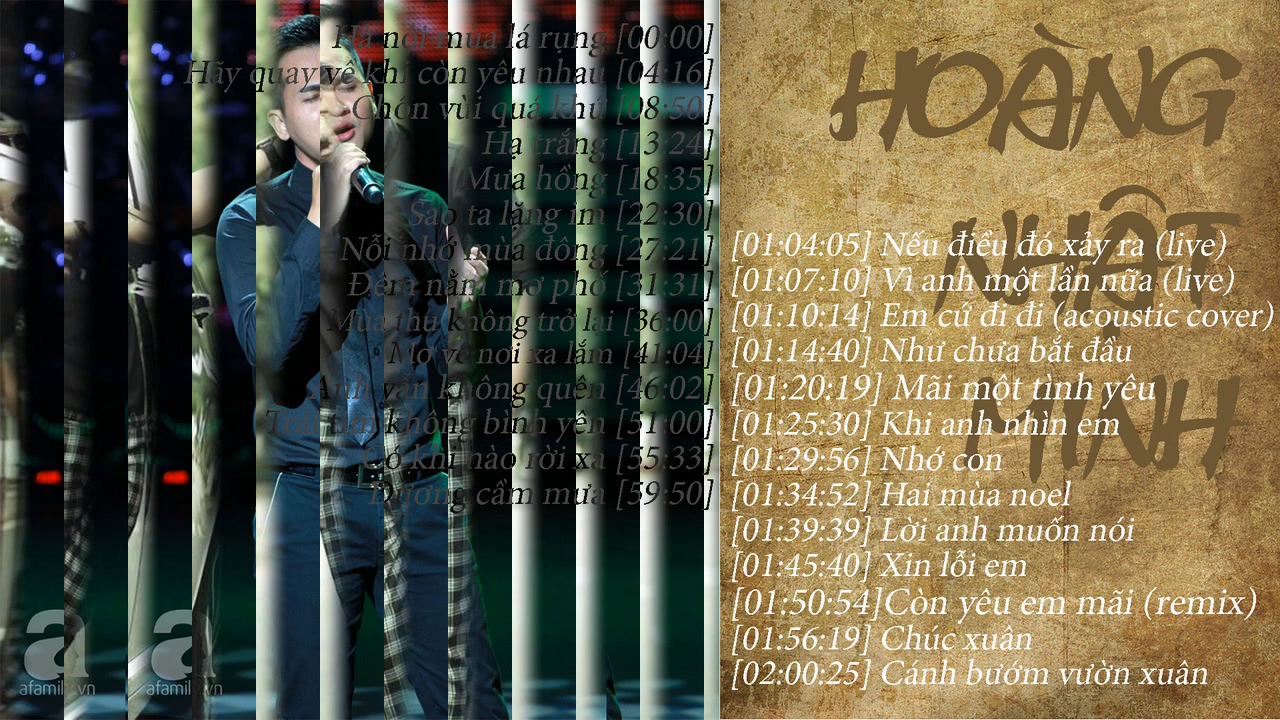 Hà nội mùa lá rụng [00:00]
Hãy quay về khi còn yêu nhau [04:16]
Chôn vùi quá khứ [08:50]
Hạ trắng [13:24]
Mưa hồng [18:35]
Sao ta lặng im [22:30]
Nỗi nhớ mùa đông [27:21]
Đêm nằm mơ phố [31:31]
Mùa thu không trở lại [36:00]
Mơ về nơi xa lắm [41:04]
Anh vẫn không quên [46:02]
Trái tim không bình yên [51:00]
Có khi nào rời xa [55:33]
Dương cầm mưa [59:50]
HOÀNG
NHẬT
MINH
[01:04:05] Nếu điều đó xảy ra (live)
[01:07:10] Vì anh một lần nữa (live)
[01:10:14] Em cứ đi đi (acoustic cover)
[01:14:40] Như chưa bắt đầu
[01:20:19] Mãi một tình yêu
[01:25:30] Khi anh nhìn em
[01:29:56] Nhớ con
[01:34:52] Hai mùa noel
[01:39:39] Lời anh muốn nói
[01:45:40] Xin lỗi em
[01:50:54]Còn yêu em mãi (remix)
[01:56:19] Chúc xuân
[02:00:25] Cánh bướm vườn xuân
a a
afamil vn afamil vn